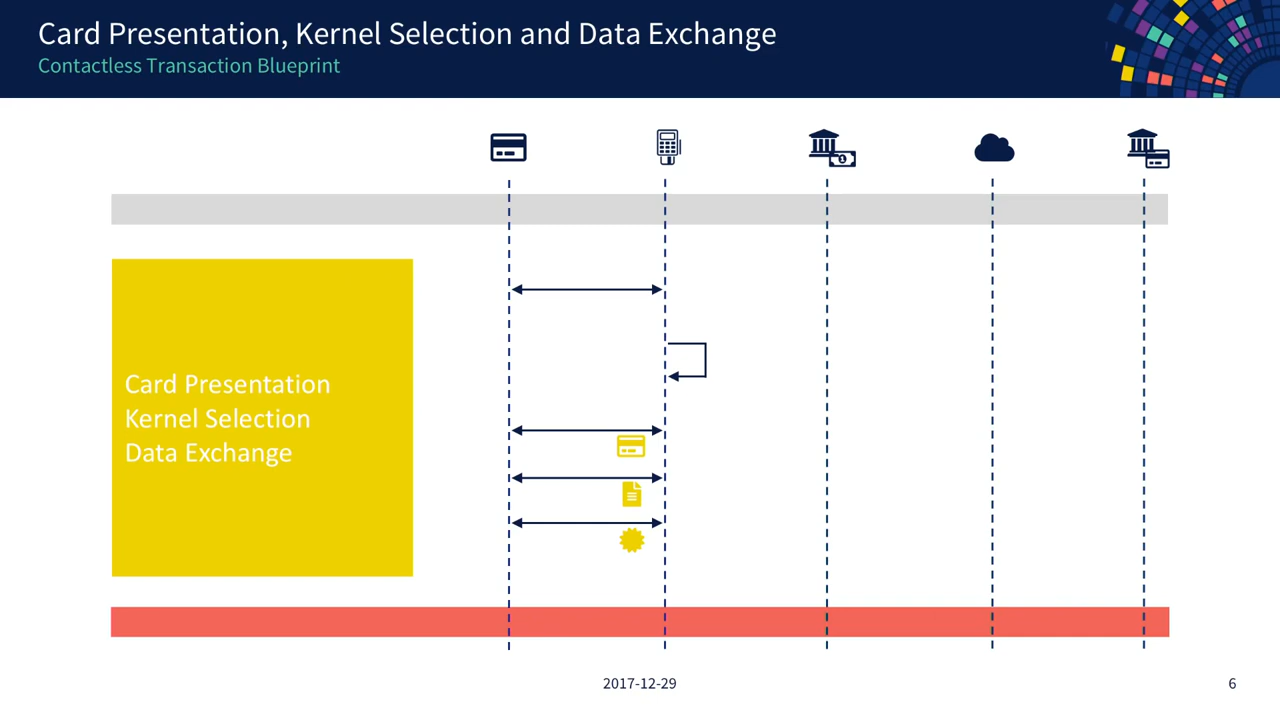 Card Presentation, Kernel Selection and Data Exchange
Contactless Transaction Blueprint
Card Presentation
Kernel Selection
Data Exchange
2017-12-29
6